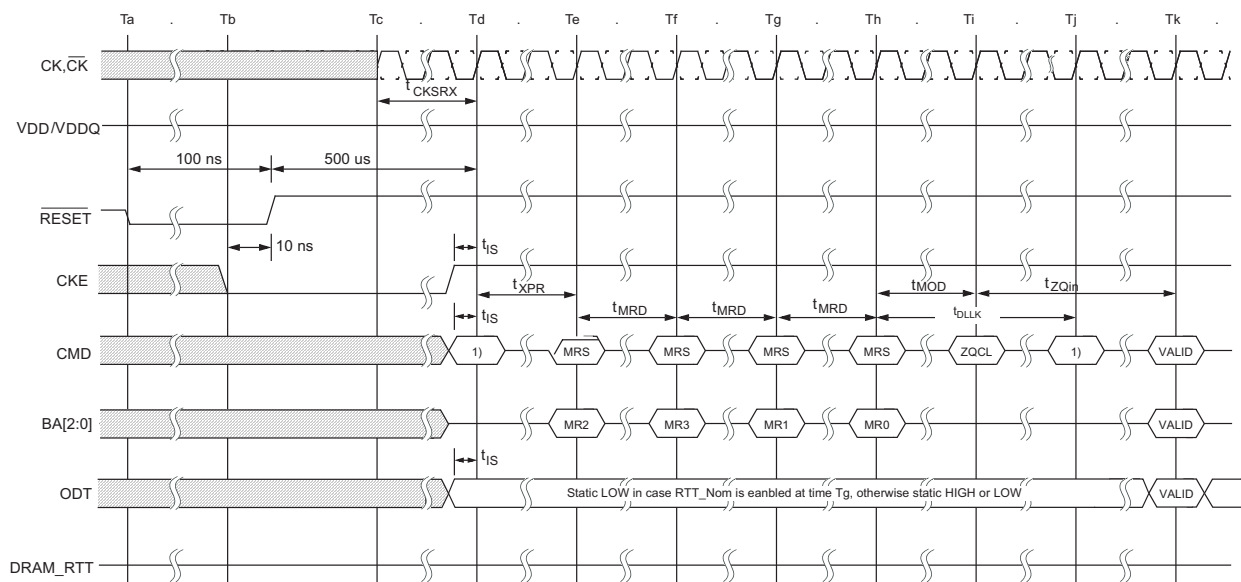 Ta . Tb . Tc . Td . Te . Tf . Tg . Th . Ti . Tj . Tk .
CK,CK
tCKSRX
VDD/VDDQ
100 ns 500 us
RESET
10 ns tIS
CKE
tXPR tMOD tZQin
tIS tMRD tMRD tMRD tDLLK
CMD 1) MRS MRS MRS MRS ZQCL 1) VALID
BA[2:0] MR2 MR3 MR1 MR0 VALID
tIS
ODT Static LOW in case RTT_Nom is eanbled at time Tg, otherwise static HIGH or LOW VALID
DRAM_RTT